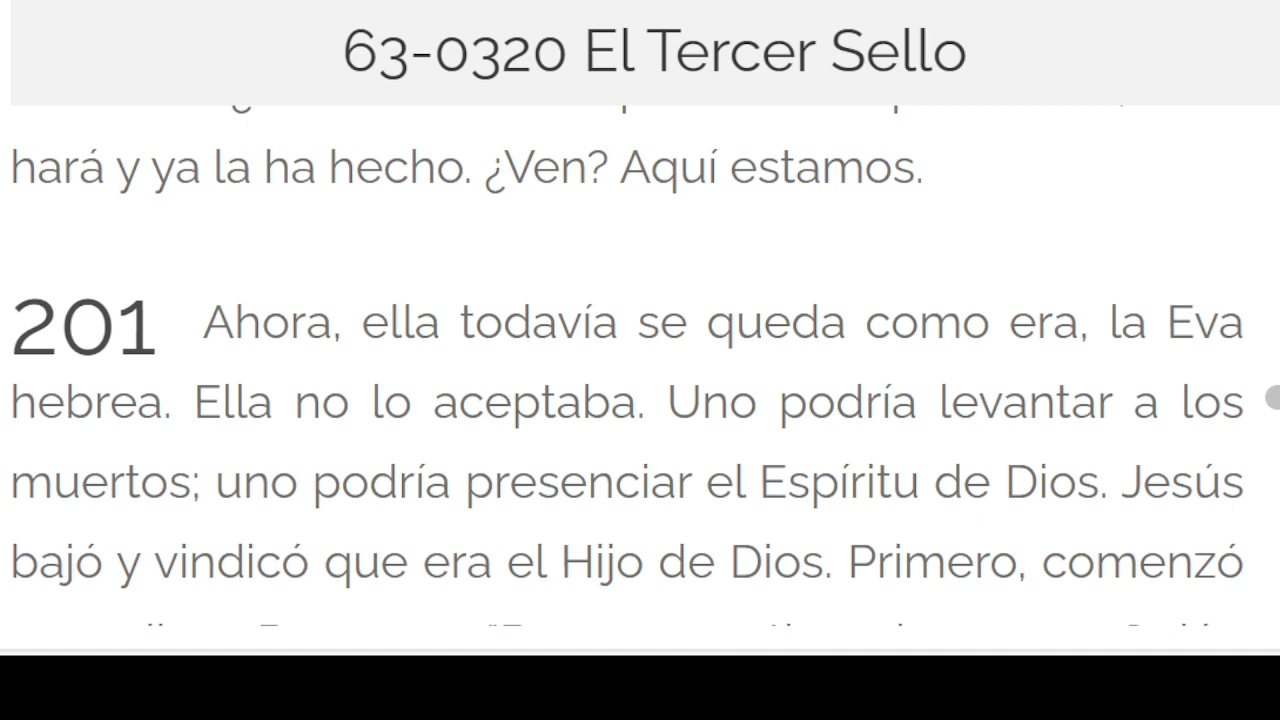 63-0320 El Tercer Sello
hará y ya la ha hecho. ¿Ven? Aquí estamos.
201 Ahora, ella todavía se queda como era, la Eva
hebrea. Ella no lo aceptaba. Uno podría levantar a los
muertos; uno podría presenciar el Espíritu de Dios. Jesús
bajó y vindicó que era el Hijo de Dios. Primero, comenzó